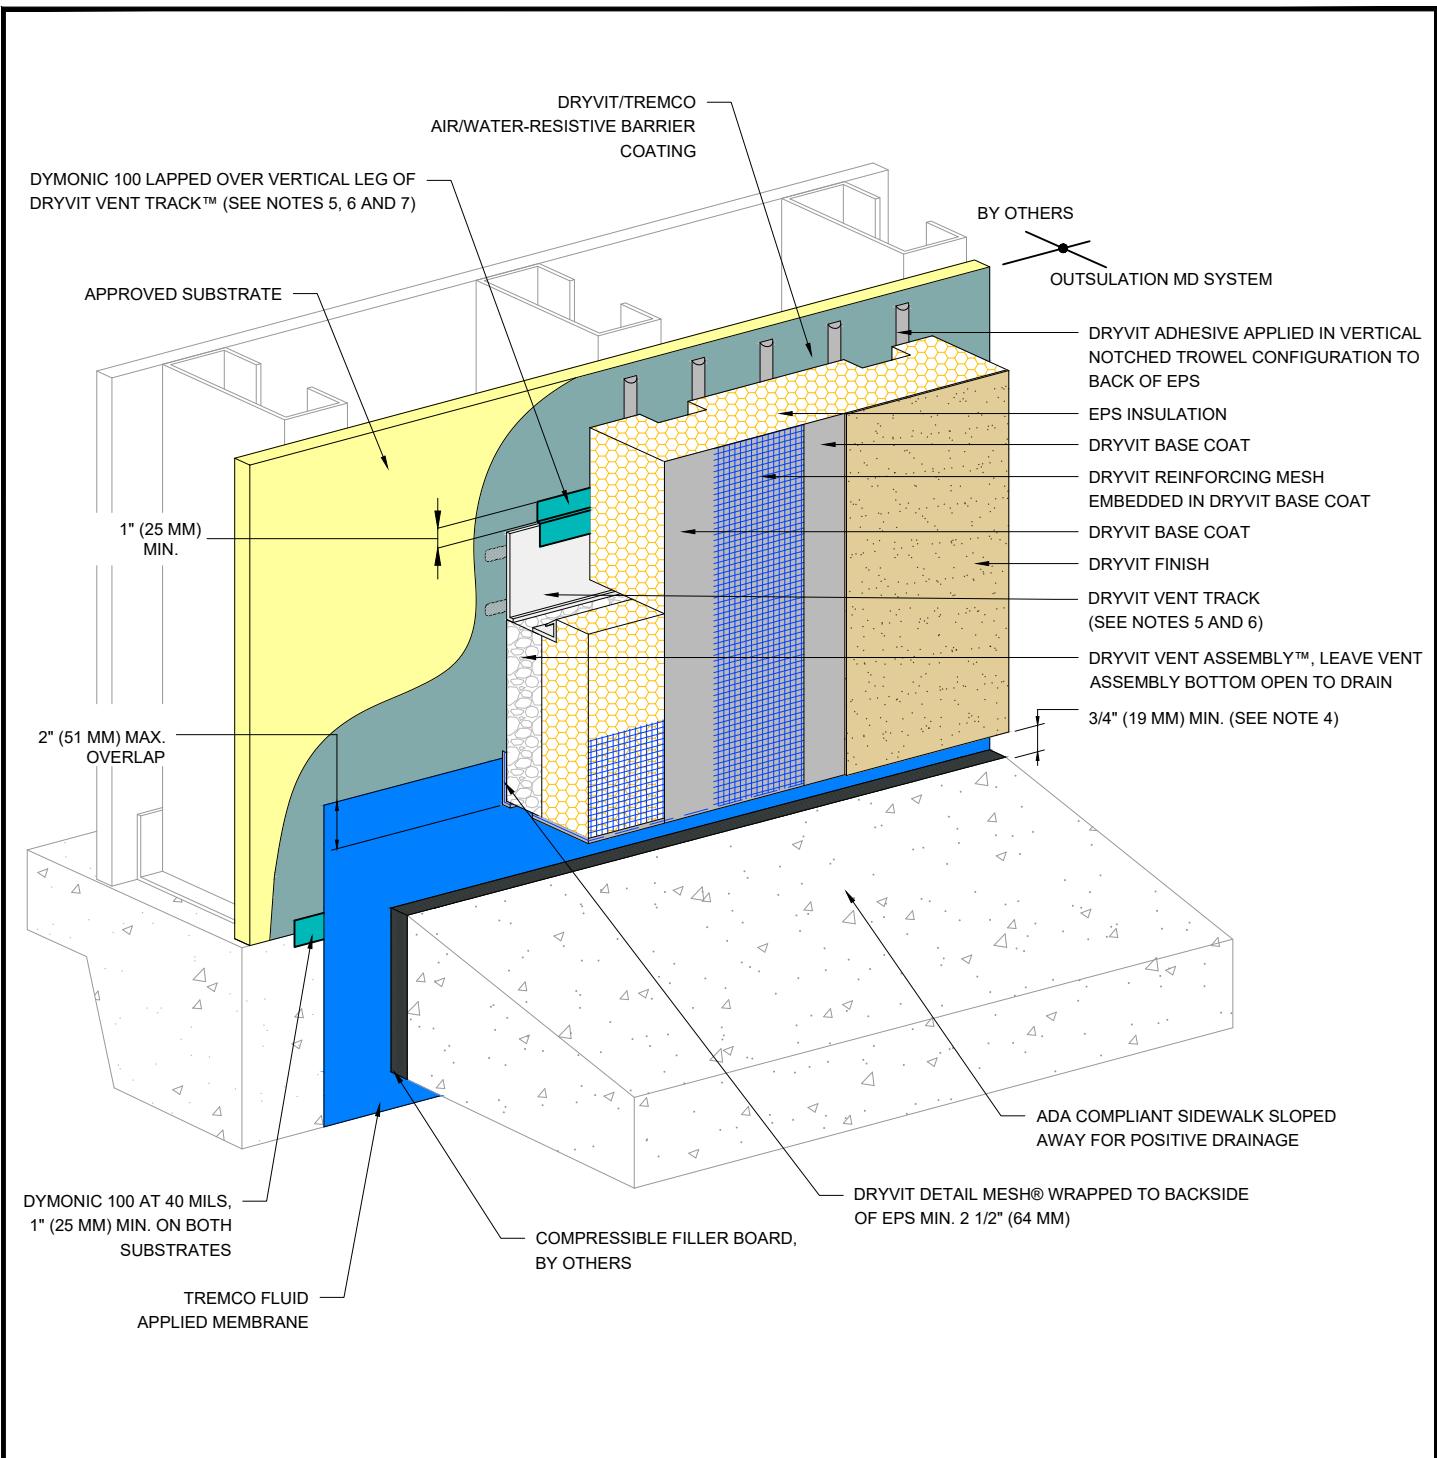 DRYVIT/TREMCO
AIR/WATER-RESISTIVE BARRIER
COATING
DYMONIC 100 LAPPED OVER VERTICAL LEG OF
DRYVIT VENT TRACK™ (SEE NOTES 5, 6 AND 7)
BY OTHERS
OUTSULATION MD SYSTEM
APPROVED SUBSTRATE
DRYVIT ADHESIVE APPLIED IN VERTICAL
NOTCHED TROWEL CONFIGURATION TO
BACK OF EPS
EPS INSULATION
DRYVIT BASE COAT
DRYVIT REINFORCING MESH
EMBEDDED IN DRYVIT BASE COAT
DRYVIT BASE COAT
DRYVIT FINISH
1" (25 MM)
MIN.
DRYVIT VENT TRACK
(SEE NOTES 5 AND 6)
DRYVIT VENT ASSEMBLY™, LEAVE VENT
ASSEMBLY BOTTOM OPEN TO DRAIN
3/4" (19 MM) MIN. (SEE NOTE 4)
2" (51 MM) MAX.
OVERLAP
ADA COMPLIANT SIDEWALK SLOPED
AWAY FOR POSITIVE DRAINAGE
DRYVIT DETAIL MESH® WRAPPED TO BACKSIDE
OF EPS MIN. 2 1/2" (64 MM)
DYMONIC 100 AT 40 MILS,
1" (25 MM) MIN. ON BOTH
SUBSTRATES
COMPRESSIBLE FILLER BOARD,
BY OTHERS
TREMCO FLUID
APPLIED MEMBRANE